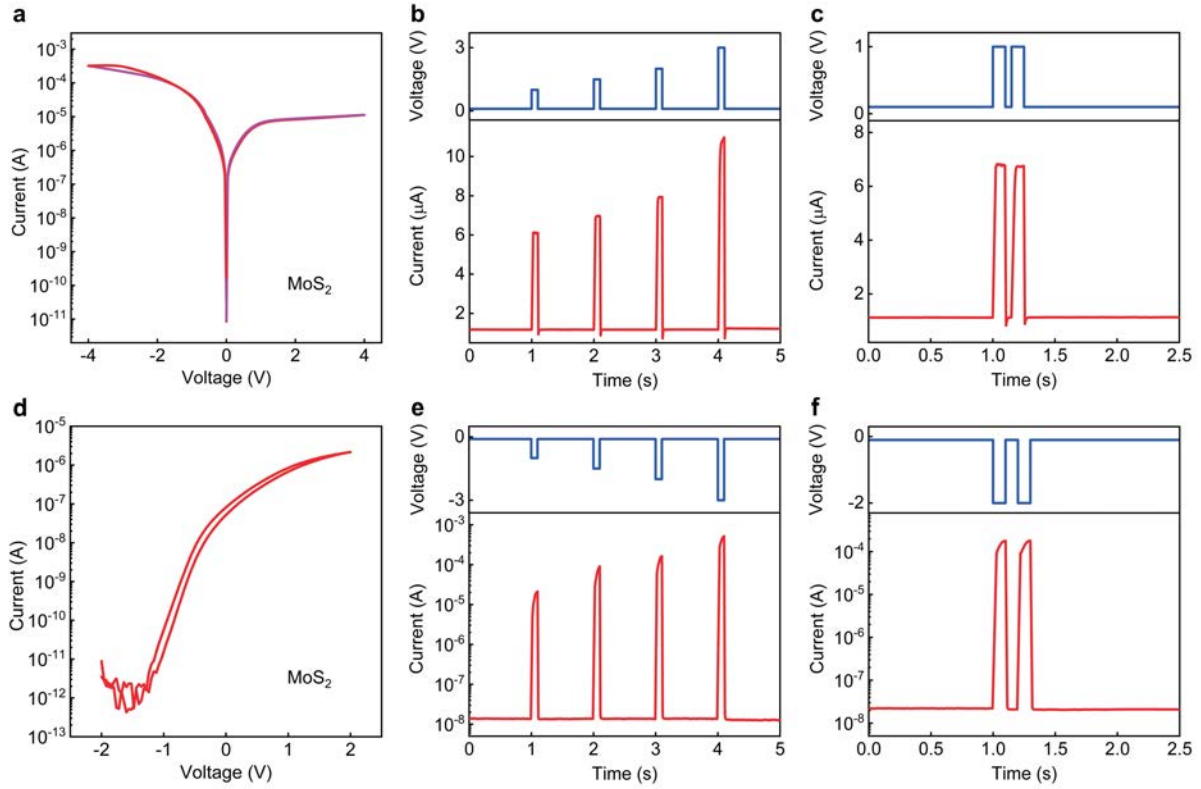 a
10⁻³
10⁻⁴
10⁻⁵
10⁻⁶
10⁻⁷
10⁻⁸
10⁻⁹
10⁻¹⁰
10⁻¹¹
Current (A)
MoS₂
-4 -2 0 2 4
Voltage (V)
b
3
0
Voltage (V)
10
8
6
4
2
Current (μA)
0 1 2 3 4 5
Time (s)
c
1
0
Voltage (V)
8
6
4
2
Current (μA)
0.0 0.5 1.0 1.5 2.0 2.5
Time (s)
d
10⁻⁵
10⁻⁶
10⁻⁷
10⁻⁸
10⁻⁹
10⁻¹⁰
10⁻¹¹
10⁻¹²
10⁻¹³
Current (A)
MoS₂
-2 -1 0 1 2
Voltage (V)
e
0
-3
Voltage (V)
10⁻³
10⁻⁴
10⁻⁵
10⁻⁶
10⁻⁷
10⁻⁸
Current (A)
0 1 2 3 4 5
Time (s)
f
0
-2
Voltage (V)
10⁻⁴
10⁻⁵
10⁻⁶
10⁻⁷
10⁻⁸
Current (A)
0.0 0.5 1.0 1.5 2.0 2.5
Time (s)